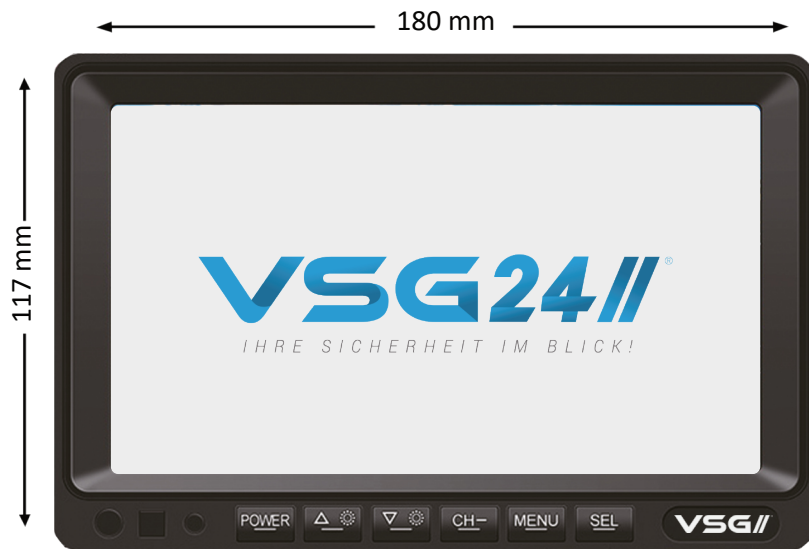 180 mm
117 mm
VSG24//®
IHRE SICHERHEIT IM BLICK!
POWER
△
▽
CH−
MENU
SEL
VSG//